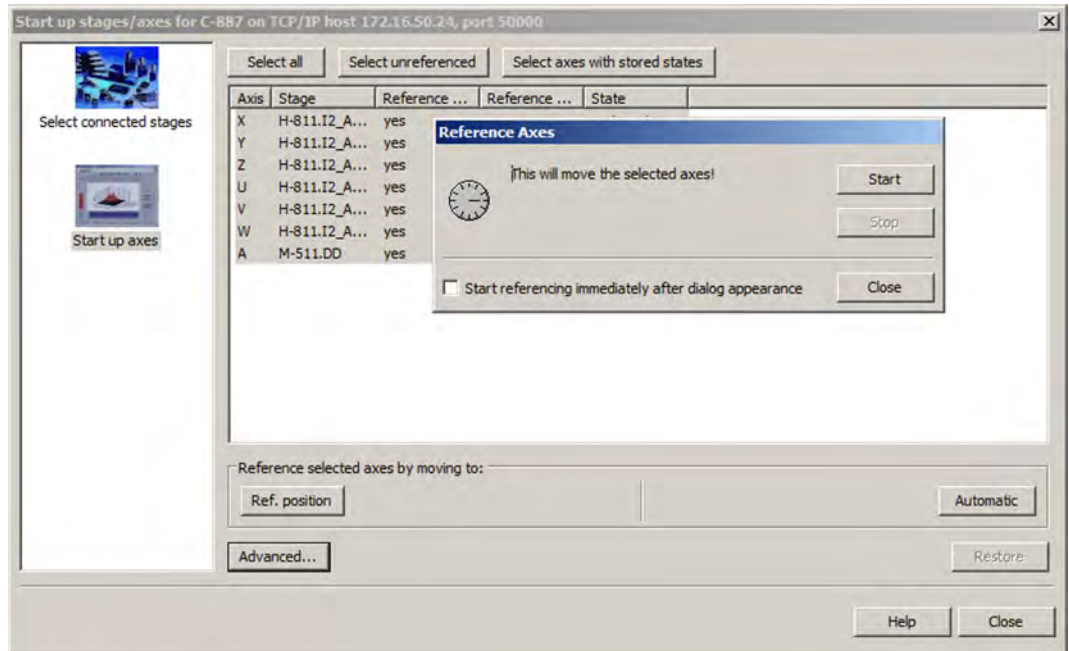 Start up stages/axes for C-887 on TCP/IP host 172.16.50.24, port 50000
Select connected stages
Start up axes
Select all Select unreferenced Select axes with stored states
Axis Stage Reference ... Reference ... State
X H-811.I2_A... yes
Y H-811.I2_A... yes
Z H-811.I2_A... yes
U H-811.I2_A... yes
V H-811.I2_A... yes
W H-811.I2_A... yes
A M-511.DD yes
Reference Axes
This will move the selected axes!
Start
Stop
Start referencing immediately after dialog appearance
Close
Reference selected axes by moving to:
Ref. position Automatic
Advanced... Restore
Help Close